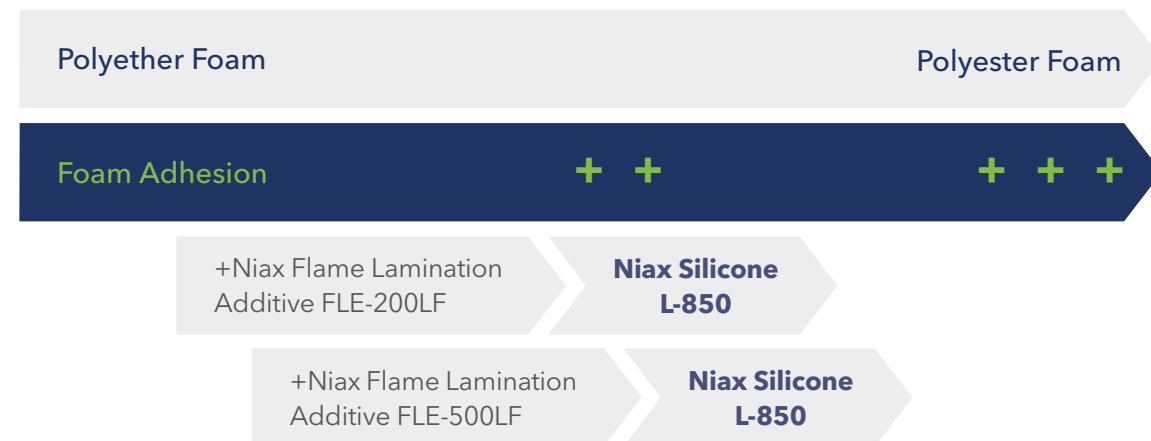 Polyether Foam
Polyester Foam
Foam Adhesion
+ +
+ + +
+Niax Flame Lamination
Additive FLE-200LF
Niax Silicone
L-850
+Niax Flame Lamination
Additive FLE-500LF
Niax Silicone
L-850